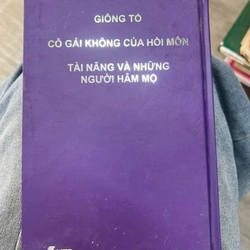 GIÔNG TỐ
CÔ GÁI KHÔNG CỦA HỒI MÔN
TÀI NĂNG VÀ NHỮNG
NGƯỜI HÂM MỘ